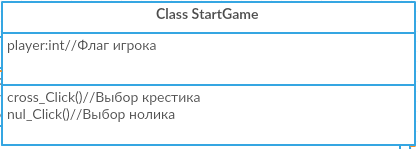 Class StartGame
player:int//Флаг игрока
cross_Click()//Выбор крестика
nul_Click()//Выбор нолика